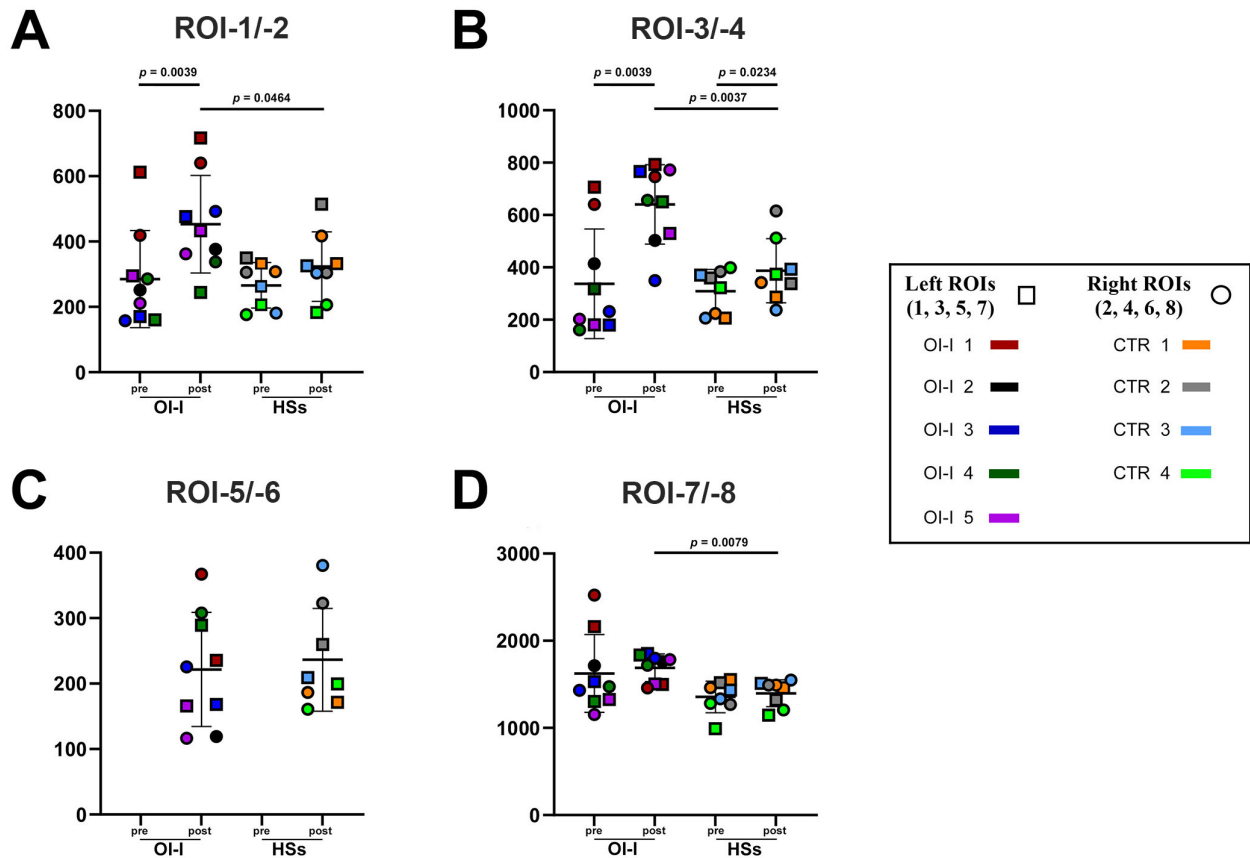 A
ROI-1/-2
p = 0.0039
p = 0.0464
800
600
400
200
0
pre
post
pre
post
OI-I
HSs
B
ROI-3/-4
p = 0.0039
p = 0.0234
p = 0.0037
1000
800
600
400
200
0
pre
post
pre
post
OI-I
HSs
Left ROIs
(1, 3, 5, 7)
Right ROIs
(2, 4, 6, 8)
OI-I 1
CTR 1
OI-I 2
CTR 2
OI-I 3
CTR 3
OI-I 4
CTR 4
OI-I 5
C
ROI-5/-6
400
300
200
100
0
pre
post
pre
post
OI-I
HSs
D
ROI-7/-8
p = 0.0079
3000
2000
1000
0
pre
post
pre
post
OI-I
HSs